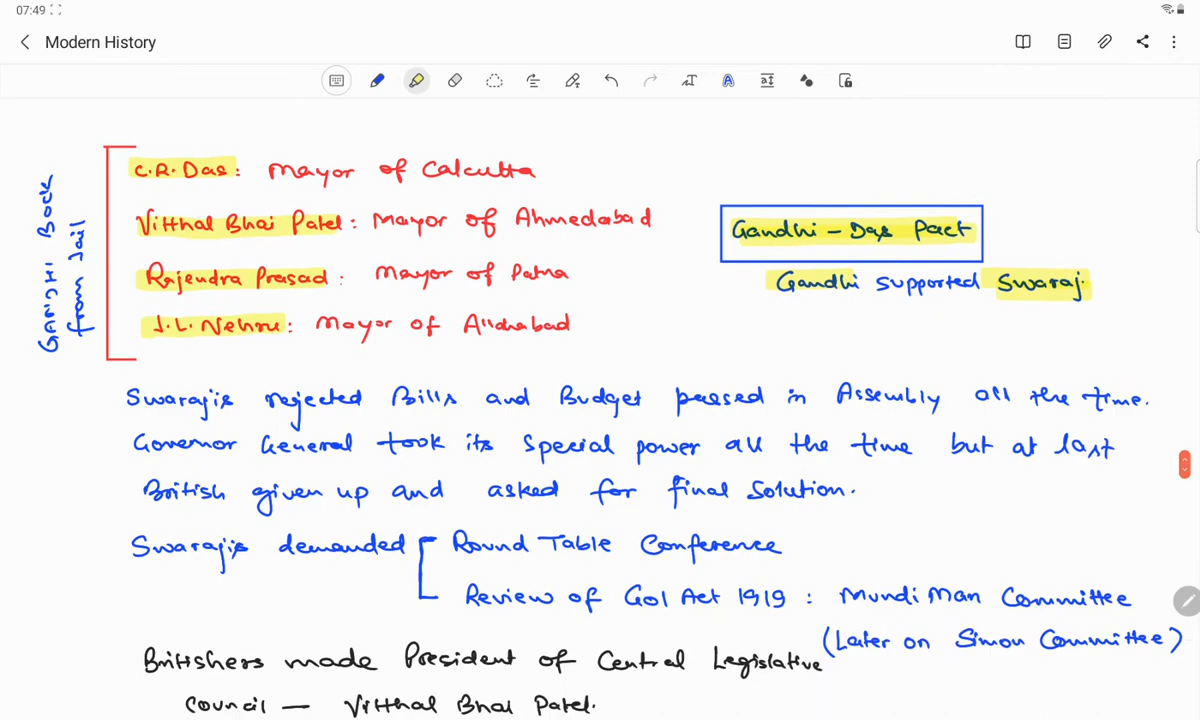 07:49
Modern History
GANDHI Back
from Jail
C.R. Das: Mayor of Calcutta
Vitthal Bhai Patel: Mayor of Ahmedabad
Rajendra Prasad: Mayor of Patna
J.L. Nehru: Mayor of Allahabad
Gandhi - Das Pact
Gandhi supported Swaraj.
Swarajis rejected Bills and Budget passed in Assembly all the time.
Governor General took its special power all the time but at last
British given up and asked for final solution.
Swarajis demanded Round Table Conference
Review of GoI Act 1919: Mundi Man Committee
(Later on Simon Committee)
Britishers made President of Central Legislative
Council — Vitthal Bhai Patel.